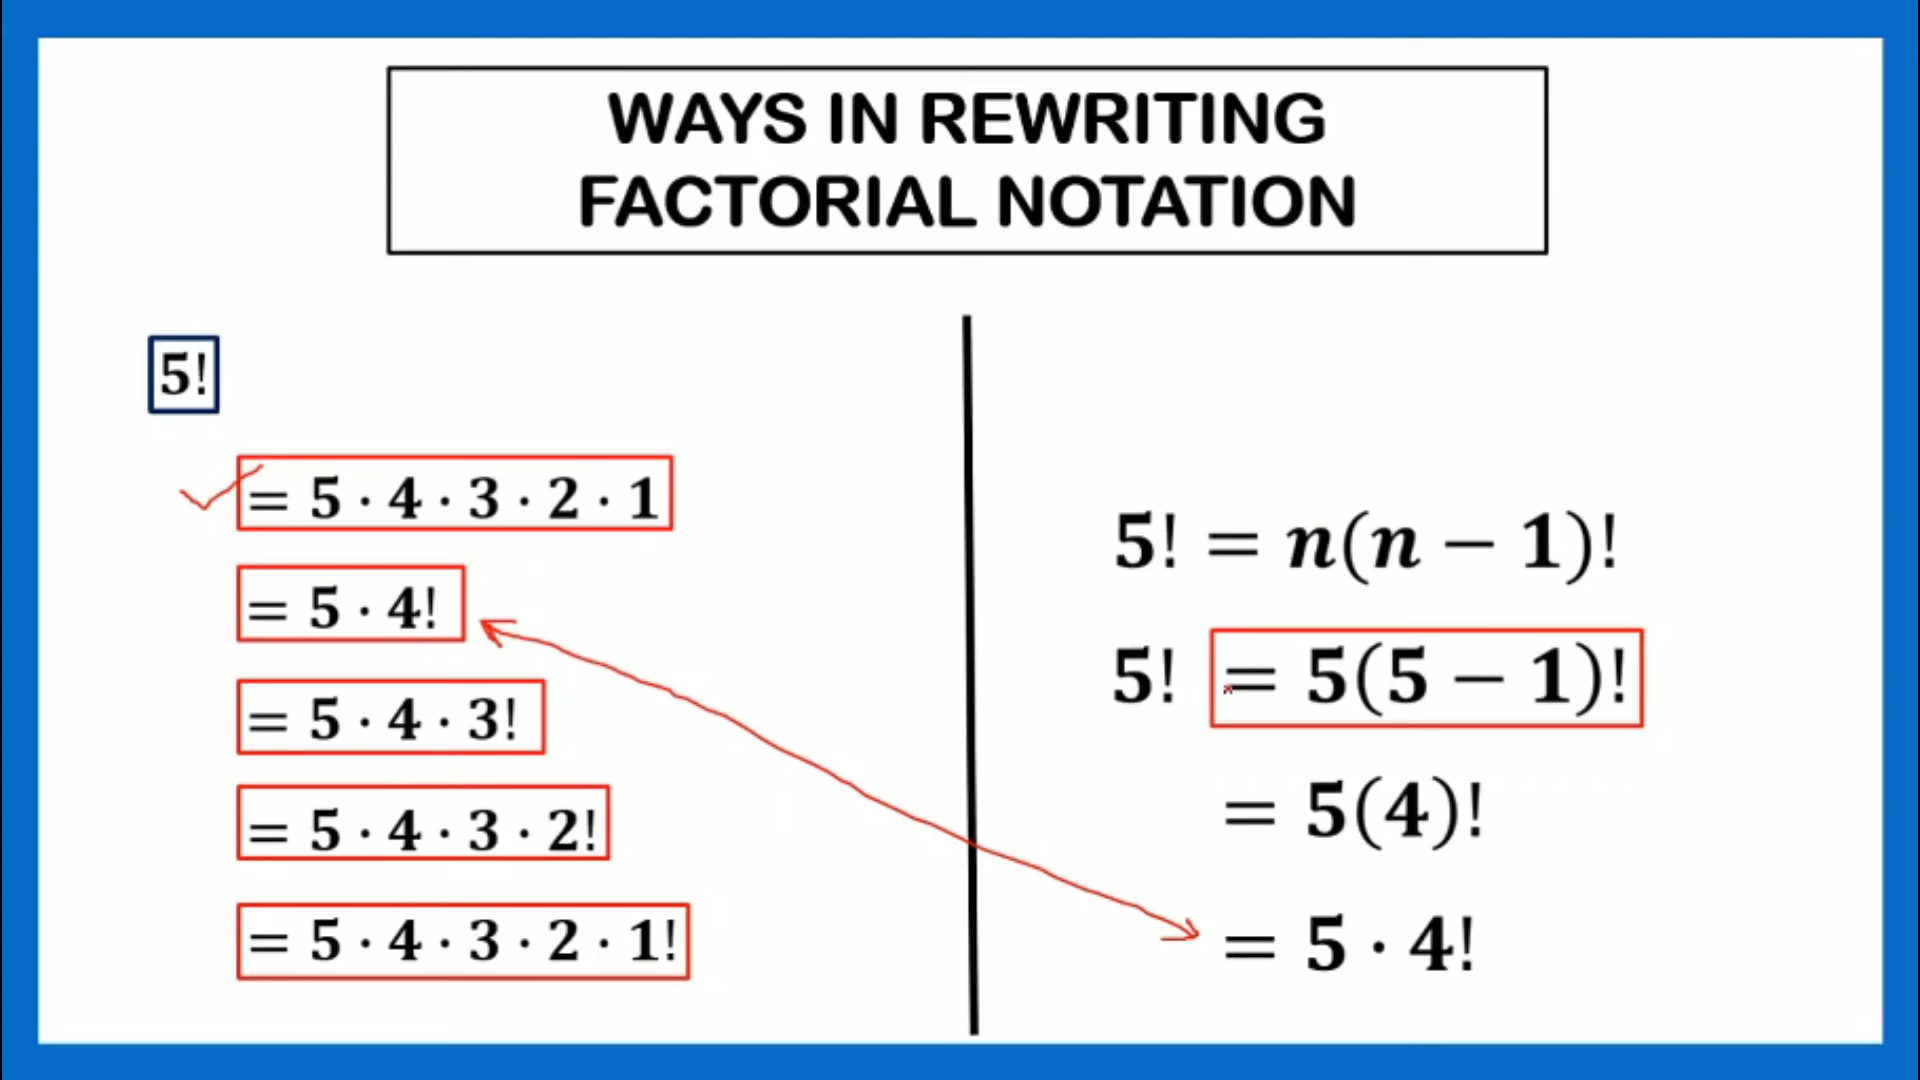 WAYS IN REWRITING
FACTORIAL NOTATION
5!
= 5 · 4 · 3 · 2 · 1
= 5 · 4!
= 5 · 4 · 3!
= 5 · 4 · 3 · 2!
= 5 · 4 · 3 · 2 · 1!
5! = n(n − 1)!
5! = 5(5 − 1)!
= 5(4)!
= 5 · 4!